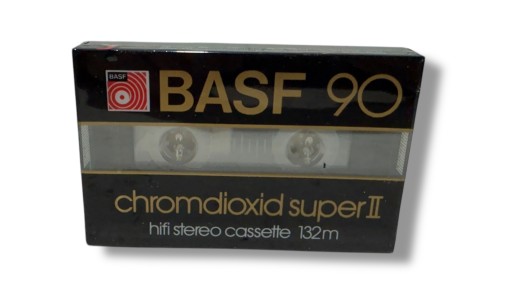 BASF
BASF 90
chromdioxid super II
hifi stereo cassette 132m